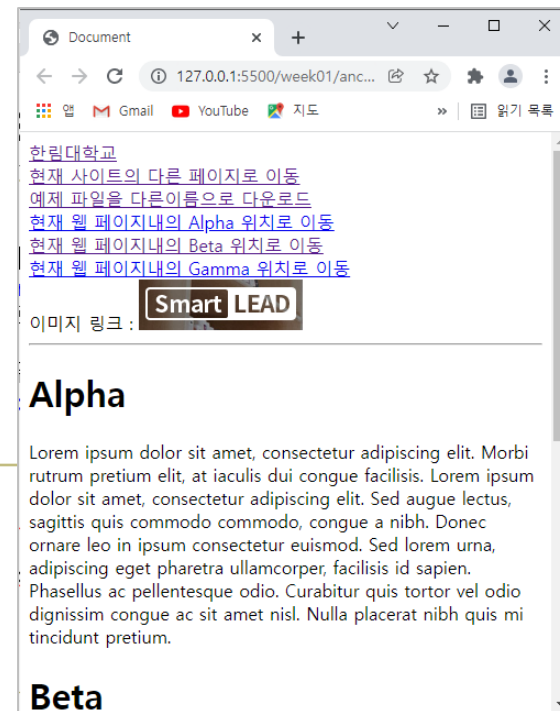 Document
127.0.0.1:5500/week01/anc...
앱 Gmail YouTube 지도 » 읽기 목록
한림대학교
현재 사이트의 다른 페이지로 이동
예제 파일을 다른이름으로 다운로드
현재 웹 페이지내의 Alpha 위치로 이동
현재 웹 페이지내의 Beta 위치로 이동
현재 웹 페이지내의 Gamma 위치로 이동
이미지 링크 : Smart LEAD
Alpha
Lorem ipsum dolor sit amet, consectetur adipiscing elit. Morbi
rutrum pretium elit, at iaculis dui congue facilisis. Lorem ipsum
dolor sit amet, consectetur adipiscing elit. Sed augue lectus,
sagittis quis commodo commodo, congue a nibh. Donec
ornare leo in ipsum consectetur euismod. Sed lorem urna,
adipiscing eget pharetra ullamcorper, facilisis id sapien.
Phasellus ac pellentesque odio. Curabitur quis tortor vel odio
dignissim congue ac sit amet nisl. Nulla placerat nibh quis mi
tincidunt pretium.
Beta